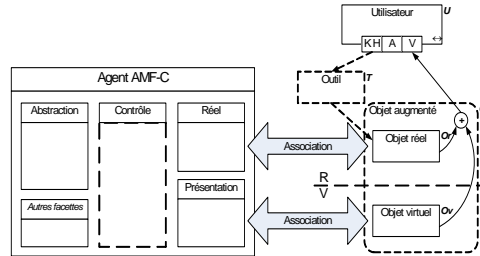 Utilisateur U
KH A V ↔
Outil T
Agent AMF-C
Objet augmenté
Abstraction Contrôle Réel
+
Objet réel Or
Association
R
V
Présentation
Autres facettes
Objet virtuel Ov
Association